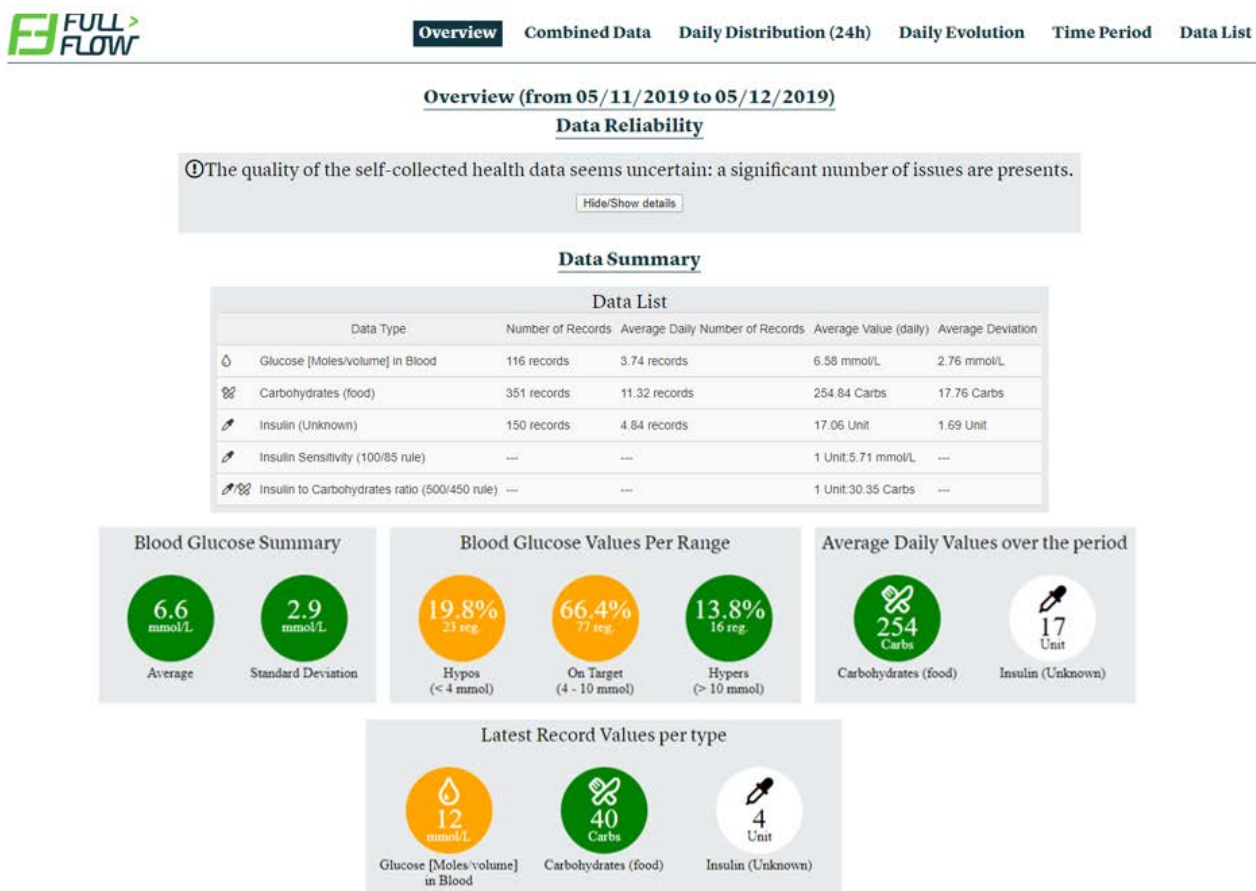 FULL >
FLOW
Overview Combined Data Daily Distribution (24h) Daily Evolution Time Period Data List
Overview (from 05/11/2019 to 05/12/2019)
Data Reliability
The quality of the self-collected health data seems uncertain: a significant number of issues are presents.
Hide/Show details
Data Summary
Data List
Data Type Number of Records Average Daily Number of Records Average Value (daily) Average Deviation
Glucose [Moles/volume] in Blood 116 records 3.74 records 6.58 mmol/L 2.76 mmol/L
Carbohydrates (food) 351 records 11.32 records 254.84 Carbs 17.76 Carbs
Insulin (Unknown) 150 records 4.84 records 17.06 Unit 1.69 Unit
Insulin Sensitivity (100/85 rule) --- --- 1 Unit:5.71 mmol/L ---
Insulin to Carbohydrates ratio (500/450 rule) --- --- 1 Unit:30.35 Carbs ---
Blood Glucose Summary
6.6
mmol/L
Average
2.9
mmol/L
Standard Deviation
Blood Glucose Values Per Range
19.8%
23 reg.
Hypos
(< 4 mmol)
66.4%
77 reg.
On Target
(4 - 10 mmol)
13.8%
16 reg.
Hypers
(> 10 mmol)
Average Daily Values over the period
254
Carbs
Carbohydrates (food)
17
Unit
Insulin (Unknown)
Latest Record Values per type
12
mmol/L
Glucose [Moles/volume]
in Blood
40
Carbs
Carbohydrates (food)
4
Unit
Insulin (Unknown)